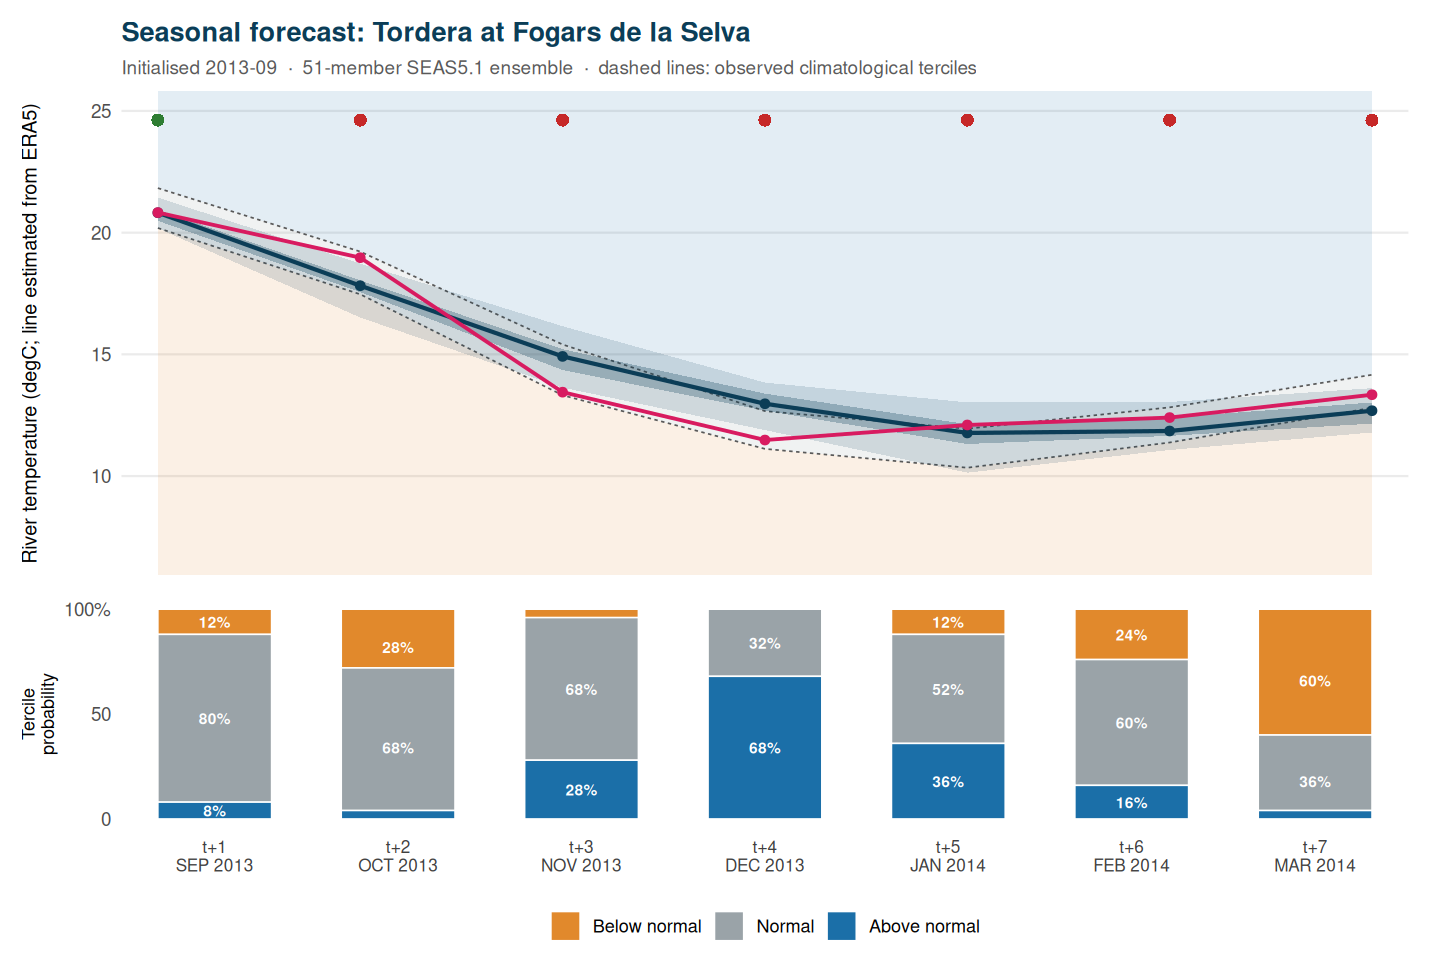 Seasonal forecast: Tordera at Fogars de la Selva
Initialised 2013-09 · 51-member SEAS5.1 ensemble · dashed lines: observed climatological terciles
River temperature (degC; line estimated from ERA5)
25
20
15
10
Tercile
probability
100%
50
0
12%
80%
8%
28%
68%
68%
28%
32%
68%
12%
52%
36%
24%
60%
16%
60%
36%
t+1
SEP 2013
t+2
OCT 2013
t+3
NOV 2013
t+4
DEC 2013
t+5
JAN 2014
t+6
FEB 2014
t+7
MAR 2014
Below normal
Normal
Above normal